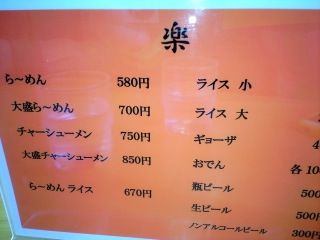 楽
ら〜めん 580円
大盛ら〜めん 700円
チャーシューメン 750円
大盛チャーシューメン 850円
ら〜めん ライス 670円
ライス 小
ライス 大
ギョーザ
おでん 各
瓶ビール
生ビール
ノンアルコールビール 300円